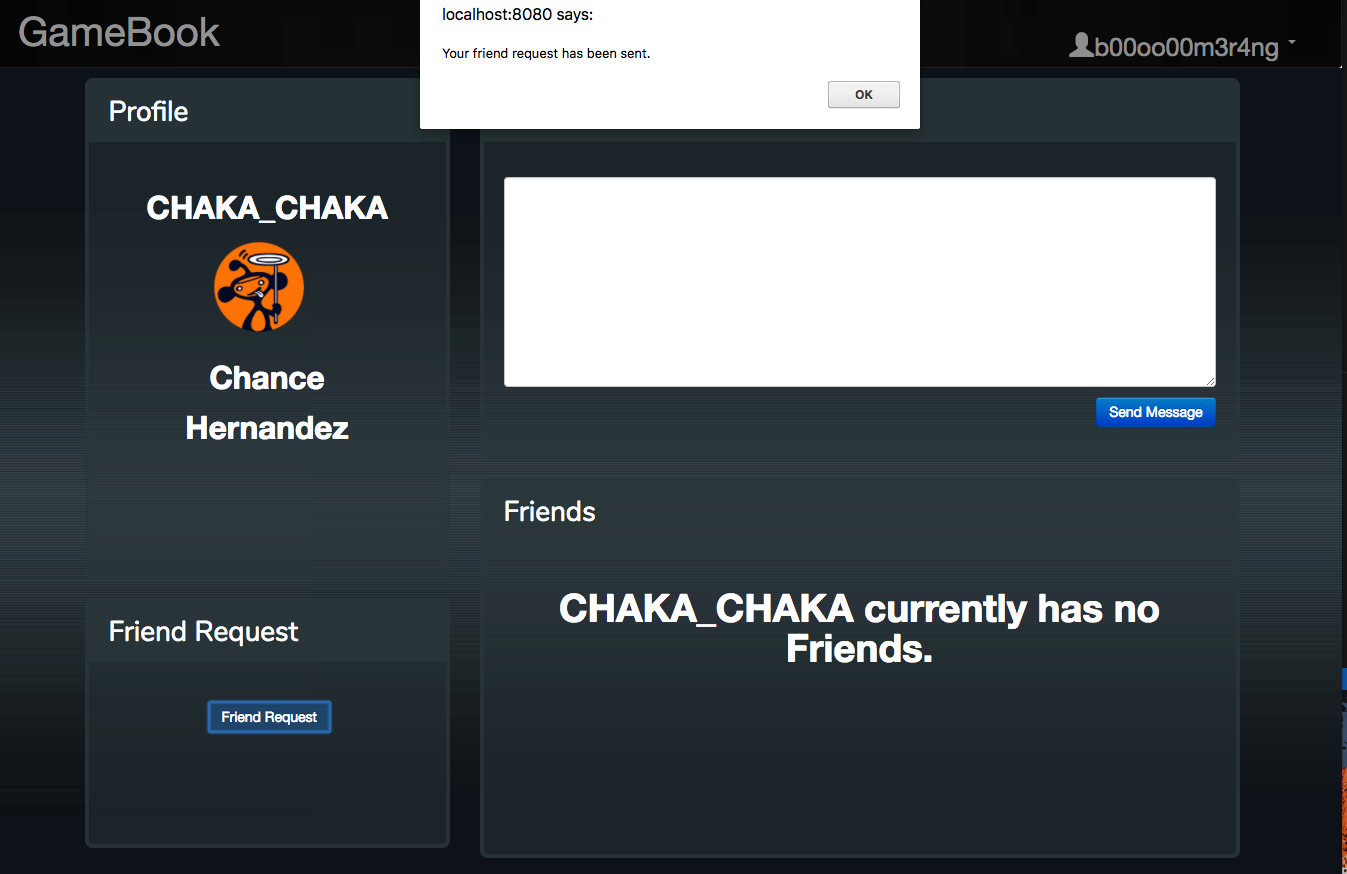 GameBook
localhost:8080 says:
Your friend request has been sent.
OK
b00oo00m3r4ng
Profile
CHAKA_CHAKA
Chance
Hernandez
Send Message
Friends
CHAKA_CHAKA currently has no
Friends.
Friend Request
Friend Request